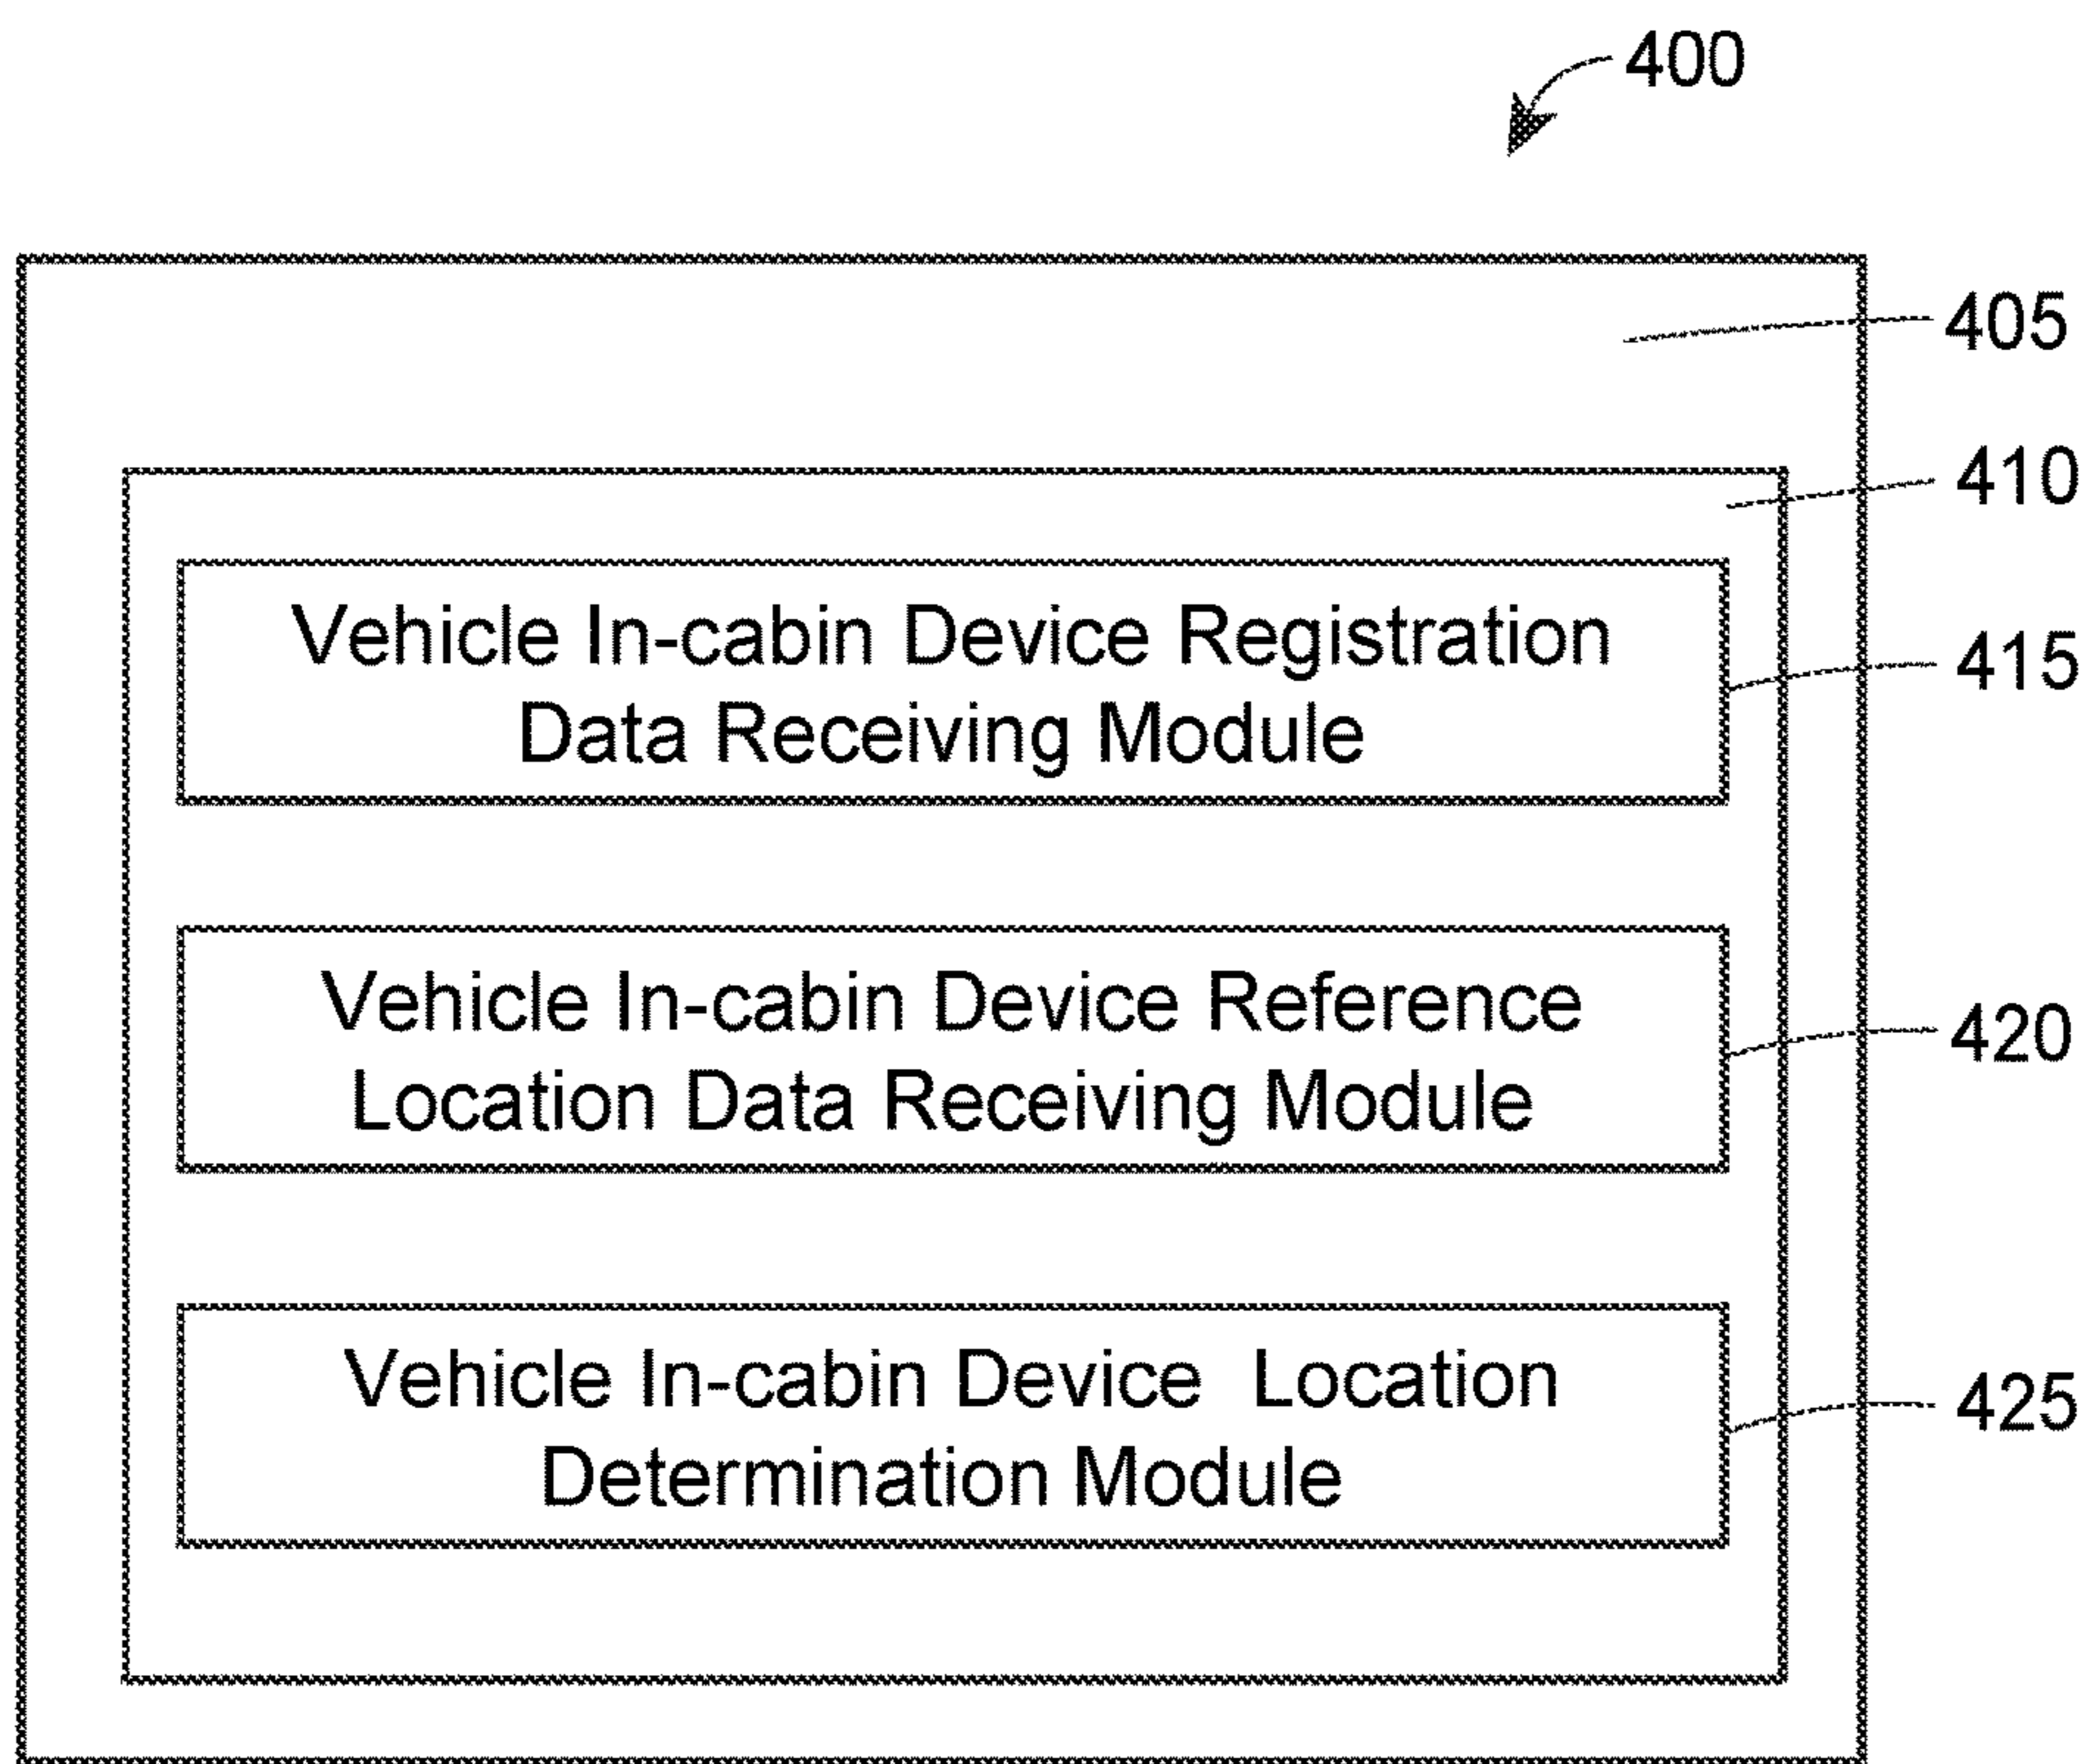 400
405
410
Vehicle In-cabin Device Registration
Data Receiving Module
415
Vehicle In-cabin Device Reference
Location Data Receiving Module
420
Vehicle In-cabin Device Location
Determination Module
425